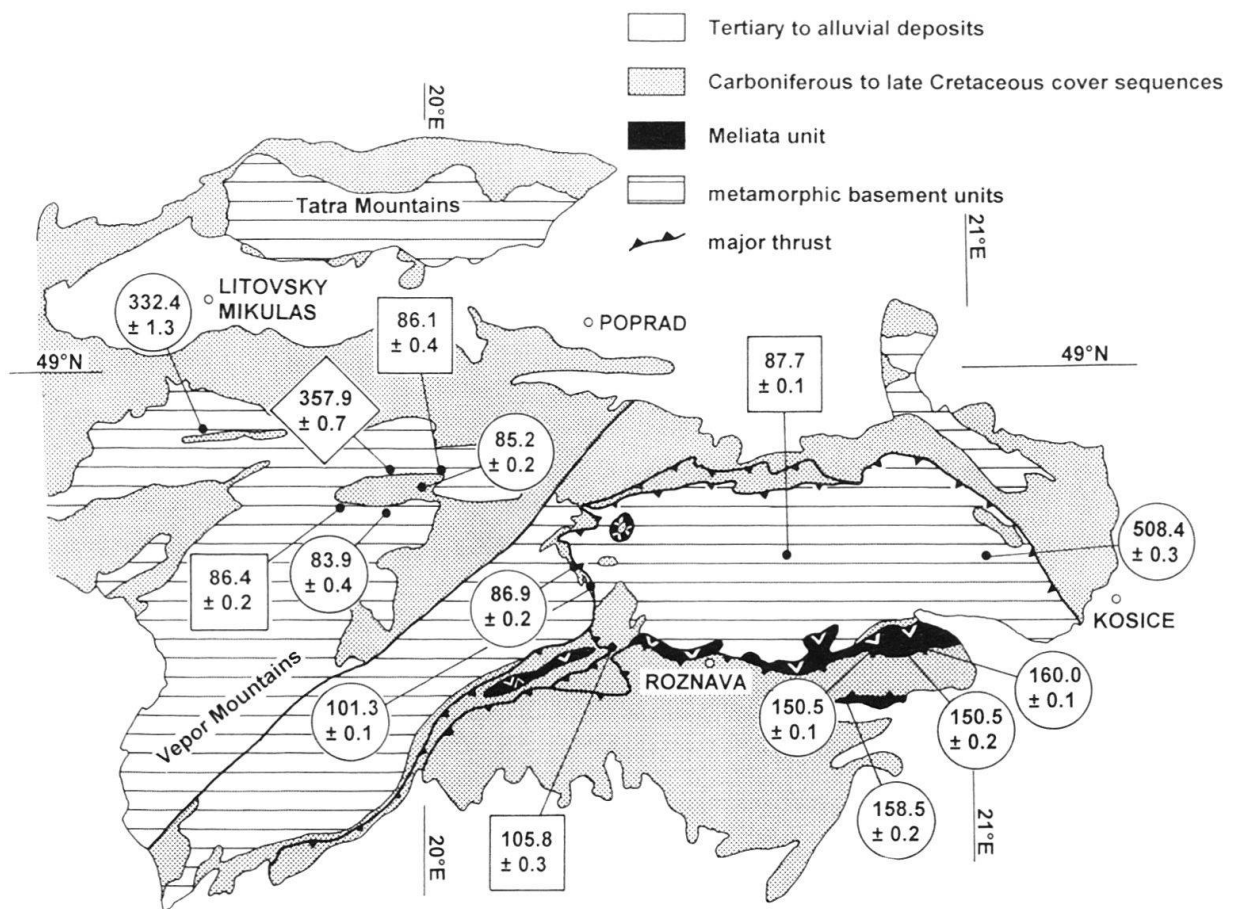 Tertiary to alluvial deposits
Carboniferous to late Cretaceous cover sequences
Meliata unit
metamorphic basement units
major thrust
20°E
21°E
Tatra Mountains
332.4
± 1.3
LITOVSKY
MIKULAS
86.1
± 0.4
POPRAD
49°N
49°N
87.7
± 0.1
357.9
± 0.7
85.2
± 0.2
508.4
± 0.3
86.4
± 0.2
83.9
± 0.4
86.9
± 0.2
KOSICE
Vepor Mountains
101.3
± 0.1
ROZNAVA
150.5
± 0.1
160.0
± 0.1
150.5
± 0.2
158.5
± 0.2
105.8
± 0.3
20°E
21°E